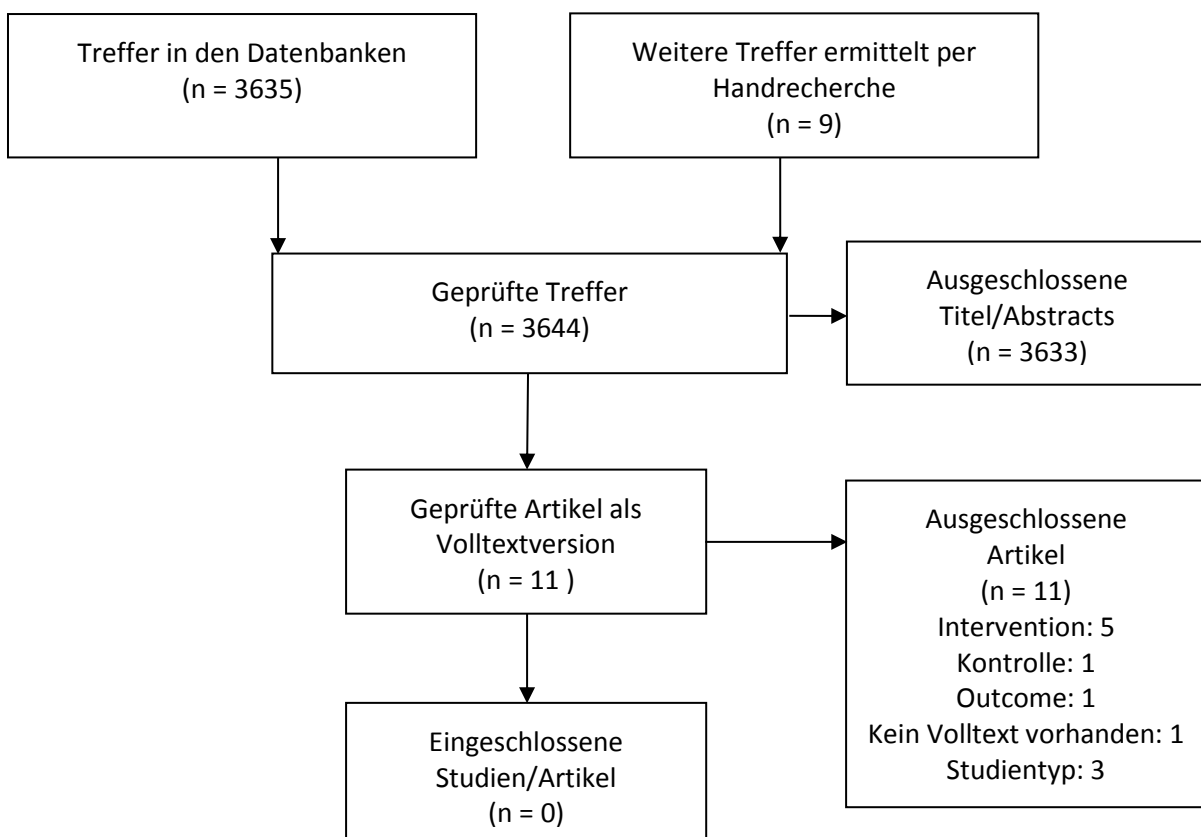 Treffer in den Datenbanken
(n = 3635)
Weitere Treffer ermittelt per
Handrecherche
(n = 9)
Geprüfte Treffer
(n = 3644)
Ausgeschlossene
Titel/Abstracts
(n = 3633)
Geprüfte Artikel als
Volltextversion
(n = 11 )
Ausgeschlossene
Artikel
(n = 11)
Intervention: 5
Kontrolle: 1
Outcome: 1
Kein Volltext vorhanden: 1
Studientyp: 3
Eingeschlossene
Studien/Artikel
(n = 0)